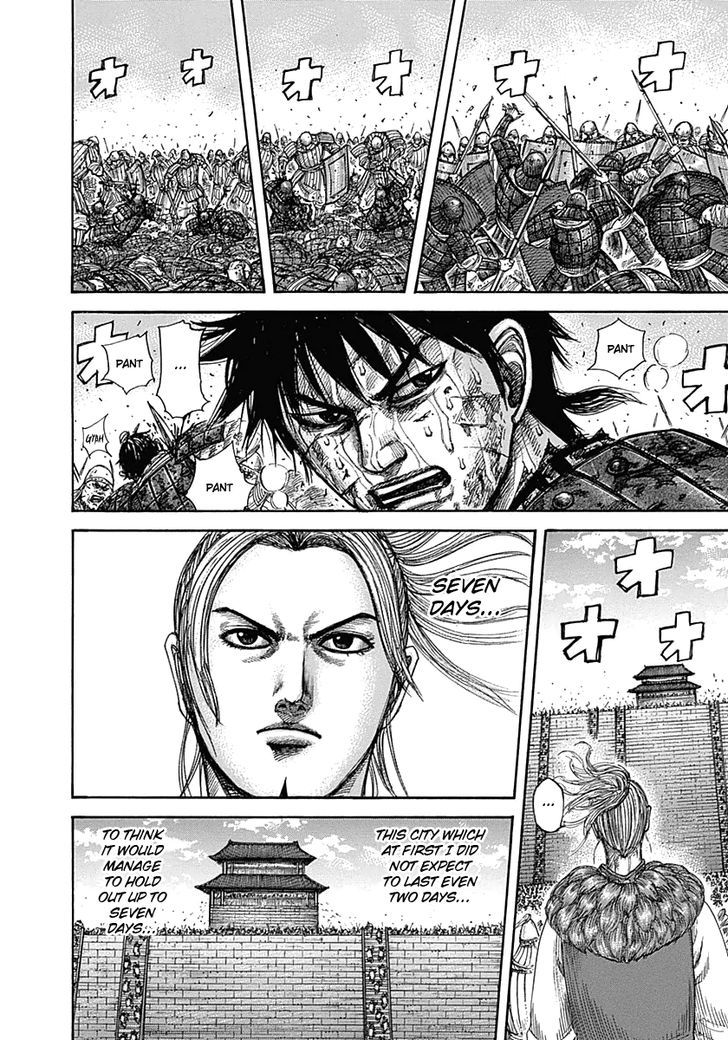 オ
オ
オ
オ
オ
オ
オ
PANT
オ
...
PANT
GYAH
PANT
オ
オ
オ
...
SEVEN
DAYS...
THIS CITY WHICH
AT FIRST I DID
NOT EXPECT
TO LAST EVEN
TWO DAYS...
TO THINK
IT WOULD
MANAGE
TO HOLD
OUT UP TO
SEVEN
DAYS...